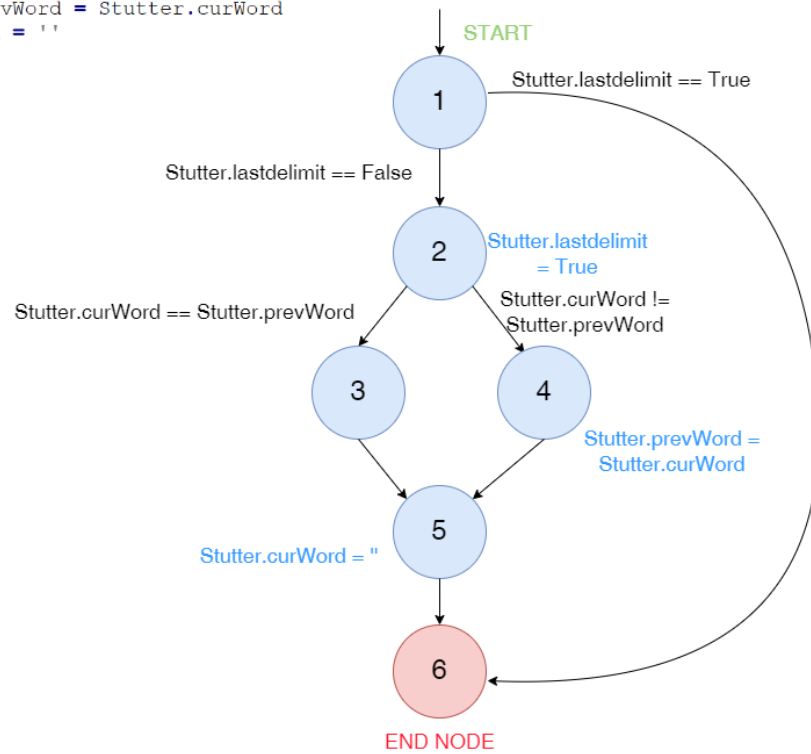 vWord = Stutter.curWord
= ''
START
1
Stutter.lastdelimit == True
Stutter.lastdelimit == False
2
Stutter.lastdelimit
= True
Stutter.curWord == Stutter.prevWord
Stutter.curWord !=
Stutter.prevWord
3
4
Stutter.prevWord =
Stutter.curWord
5
Stutter.curWord = "
6
END NODE